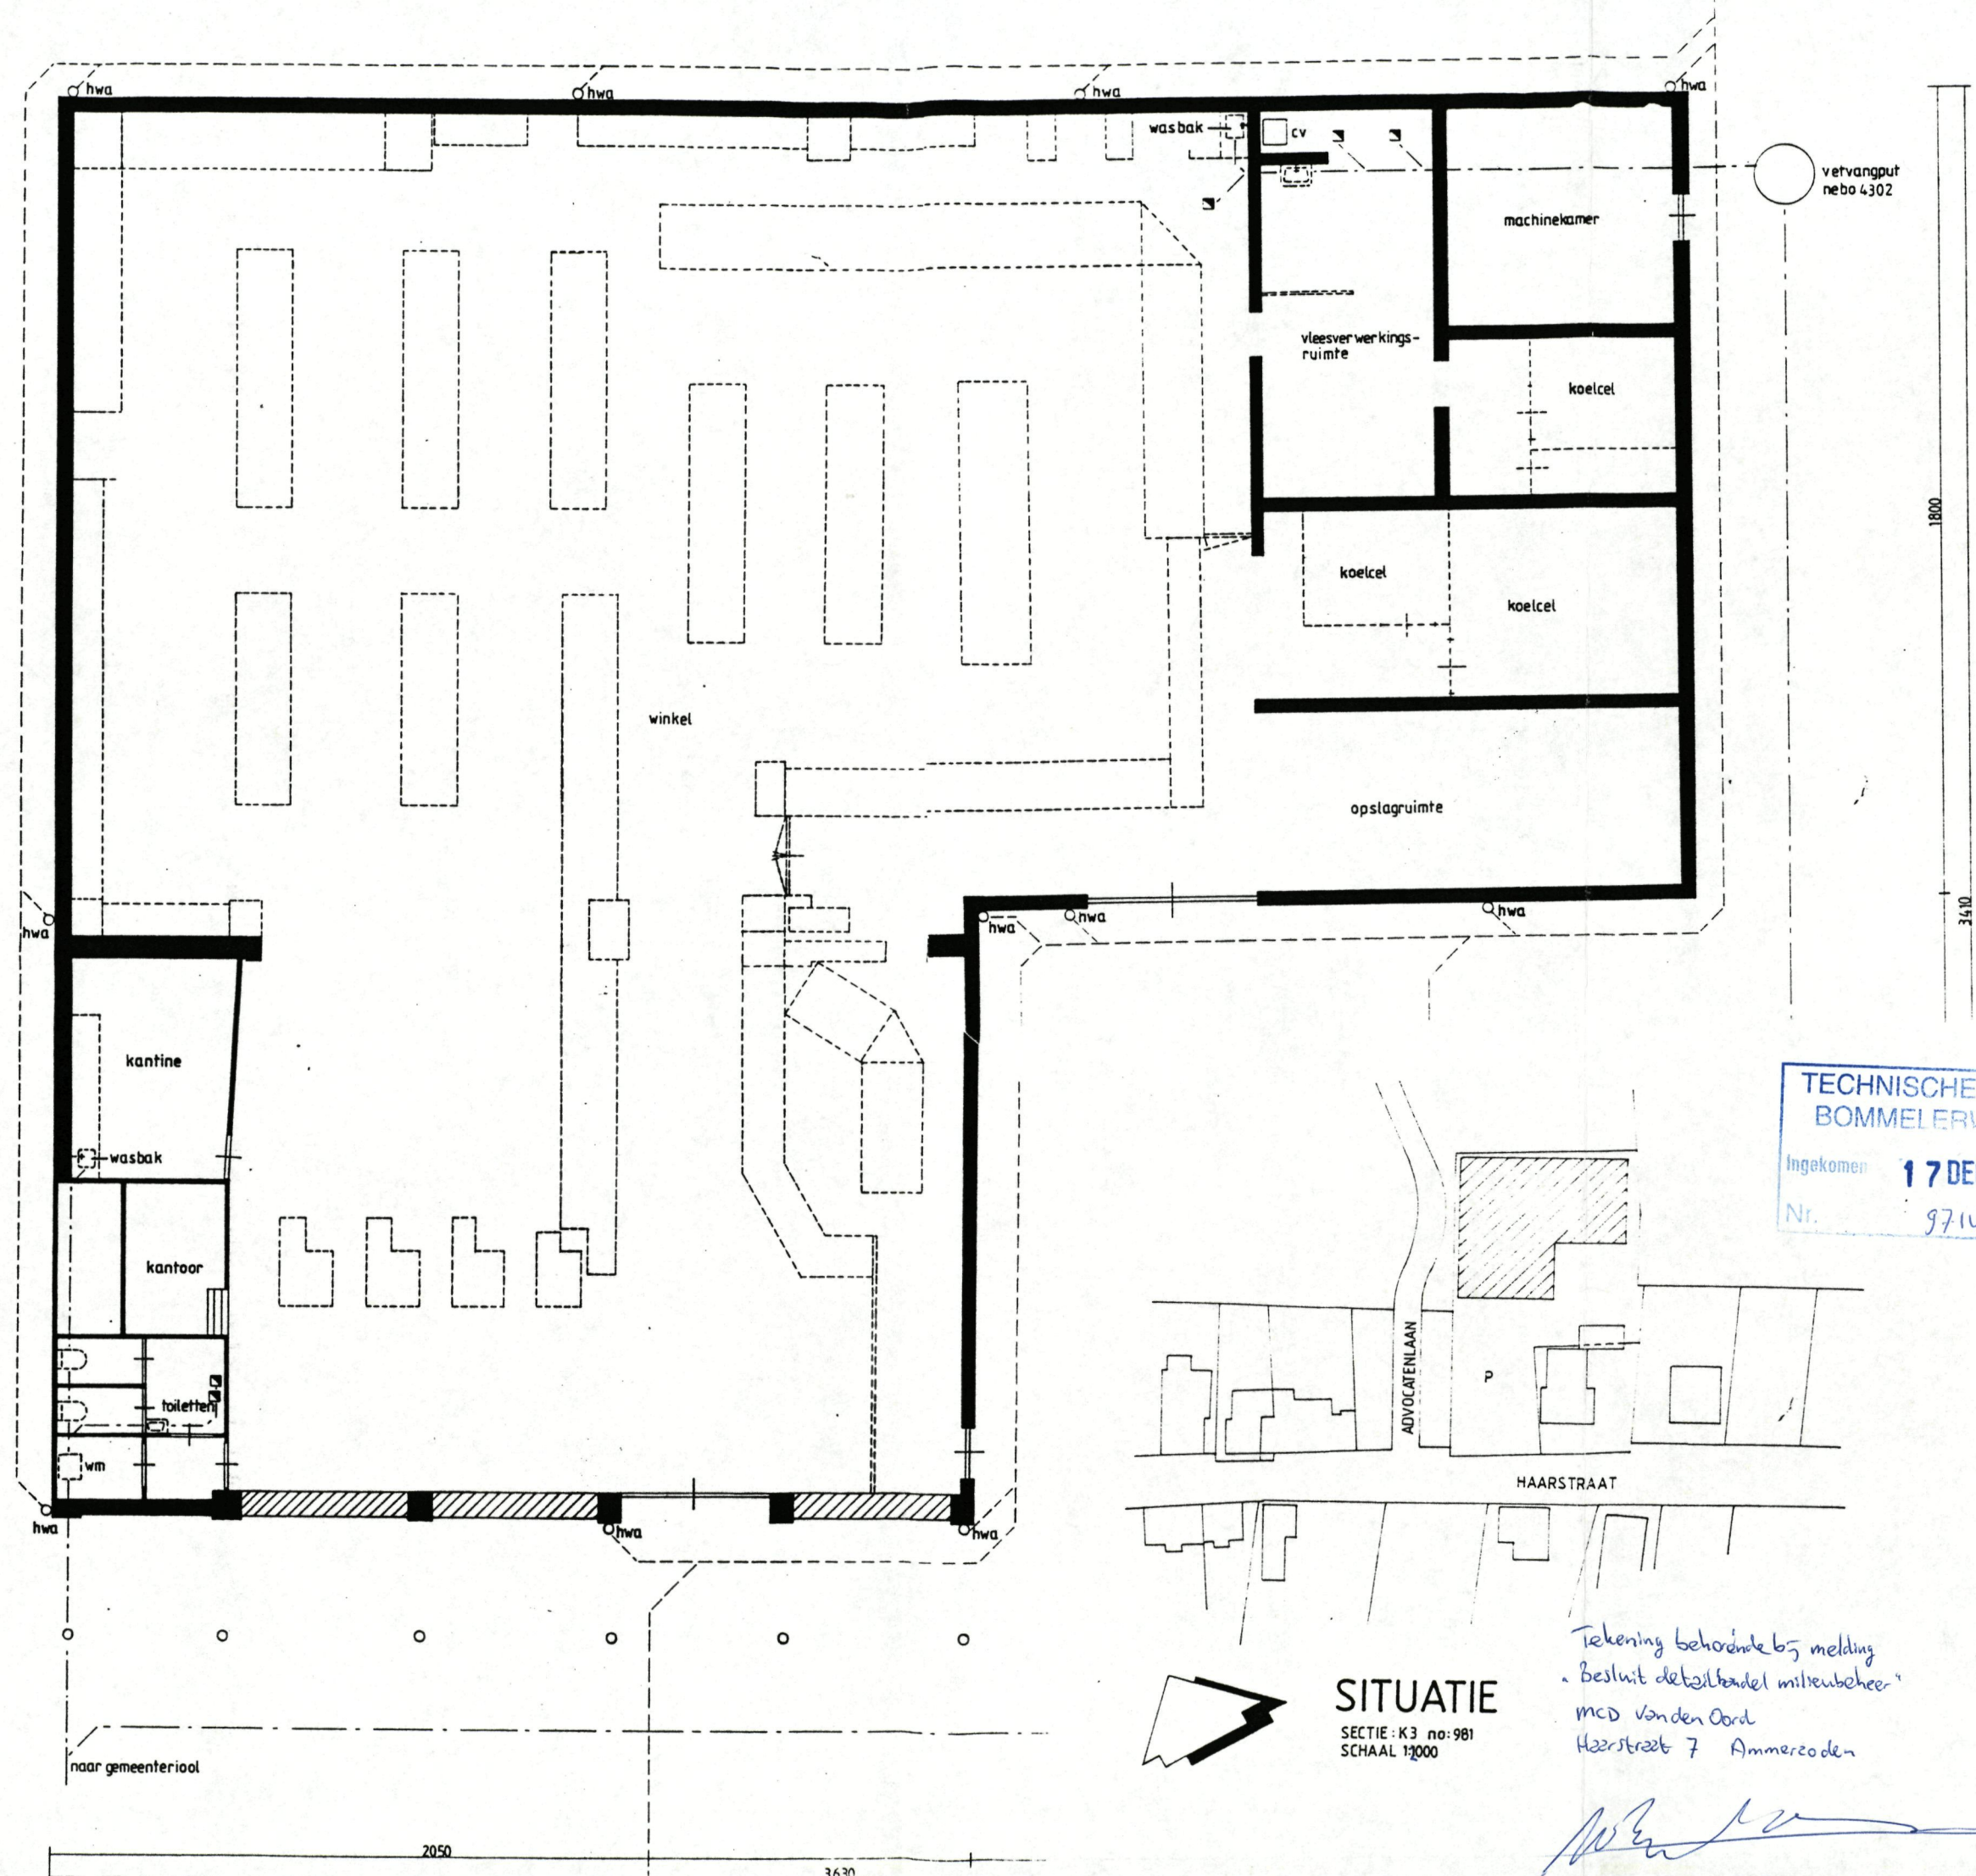 hwa
hwa
hwa
hwa
wasbak
cv
vetvangput
nebo 4302
machinekamer
vleesverwerkings-
ruimte
koelcel
1800
koelcel
koelcel
winkel
opslagruimte
hwa
hwa
hwa
hwa
3410
kantine
wasbak
kantoor
toiletten
wm
hwa
hwa
hwa
TECHNISCHE
BOMMELERW
Ingekomen 17 DE
Nr. 971
ADVOCATENLAAN
P
HAARSTRAAT
SITUATIE
SECTIE : K3 no: 981
SCHAAL 1:1000
Tekening behorende bij melding
"Besluit detailhandel milieubeheer"
MCD van den Oord
Haarstraat 7 Ammerzoden
naar gemeenteriool
2050
3630